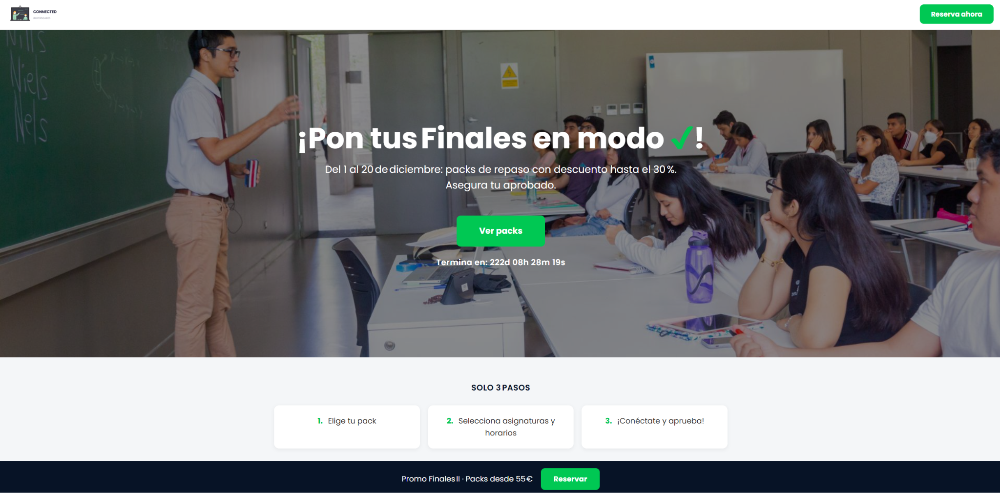 CONNECTED
UNIVERSIDADES
Reserva ahora
Nills
Niels
Nels
¡Pon tus Finales en modo ✓!
Del 1 al 20 de diciembre: packs de repaso con descuento hasta el 30 %.
Asegura tu aprobado.
Ver packs
Termina en: 222d 08h 28m 19s
SOLO 3 PASOS
1. Elige tu pack
2. Selecciona asignaturas y
horarios
3. ¡Conéctate y aprueba!
Promo Finales II · Packs desde 55 €
Reservar